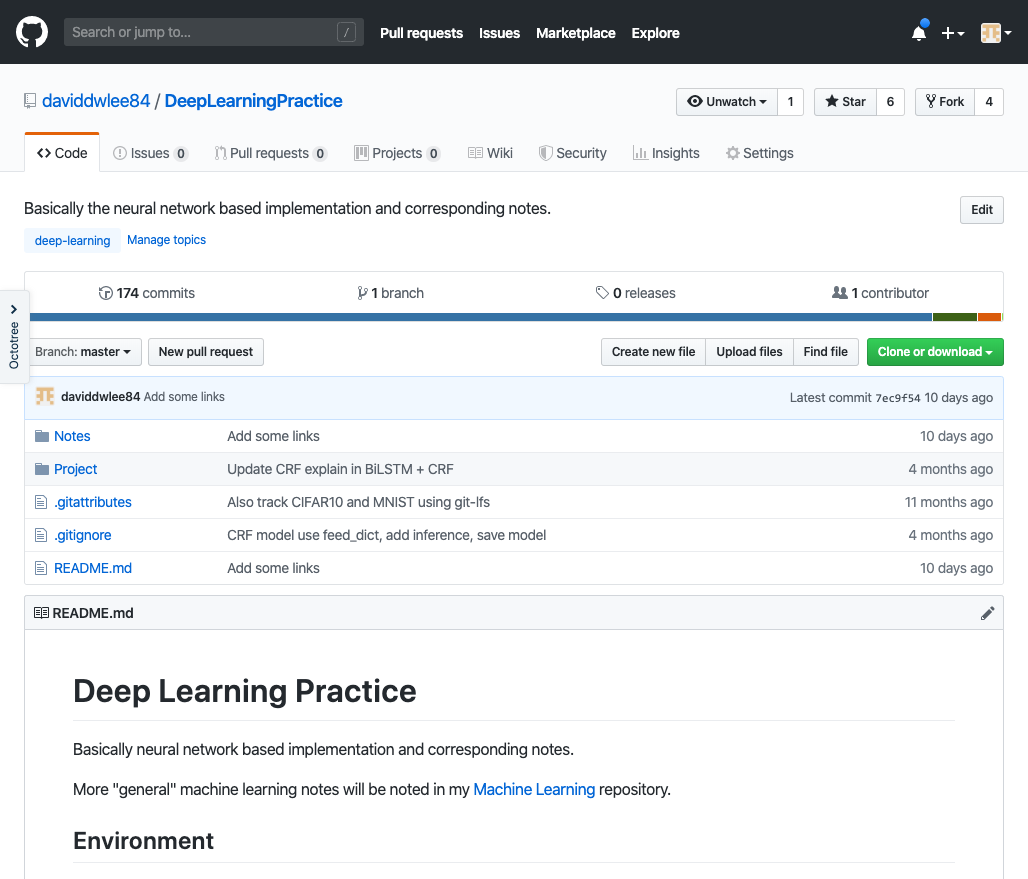 Search or jump to... / Pull requests Issues Marketplace Explore
daviddwlee84 / DeepLearningPractice Unwatch 1 Star 6 Fork 4
Code Issues 0 Pull requests 0 Projects 0 Wiki Security Insights Settings
Basically the neural network based implementation and corresponding notes. Edit
deep-learning Manage topics
174 commits 1 branch 0 releases 1 contributor
Octotree
Branch: master New pull request Create new file Upload files Find file Clone or download
daviddwlee84 Add some links Latest commit 7ec9f54 10 days ago
Notes Add some links 10 days ago
Project Update CRF explain in BiLSTM + CRF 4 months ago
.gitattributes Also track CIFAR10 and MNIST using git-lfs 11 months ago
.gitignore CRF model use feed_dict, add inference, save model 4 months ago
README.md Add some links 10 days ago
README.md
Deep Learning Practice
Basically neural network based implementation and corresponding notes.
More "general" machine learning notes will be noted in my Machine Learning repository.
Environment